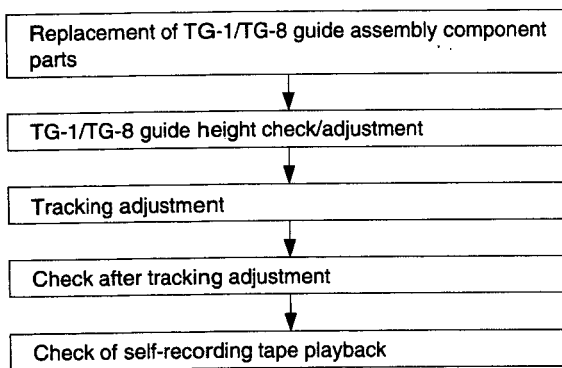 Replacement of TG-1/TG-8 guide assembly component
parts
TG-1/TG-8 guide height check/adjustment
Tracking adjustment
Check after tracking adjustment
Check of self-recording tape playback